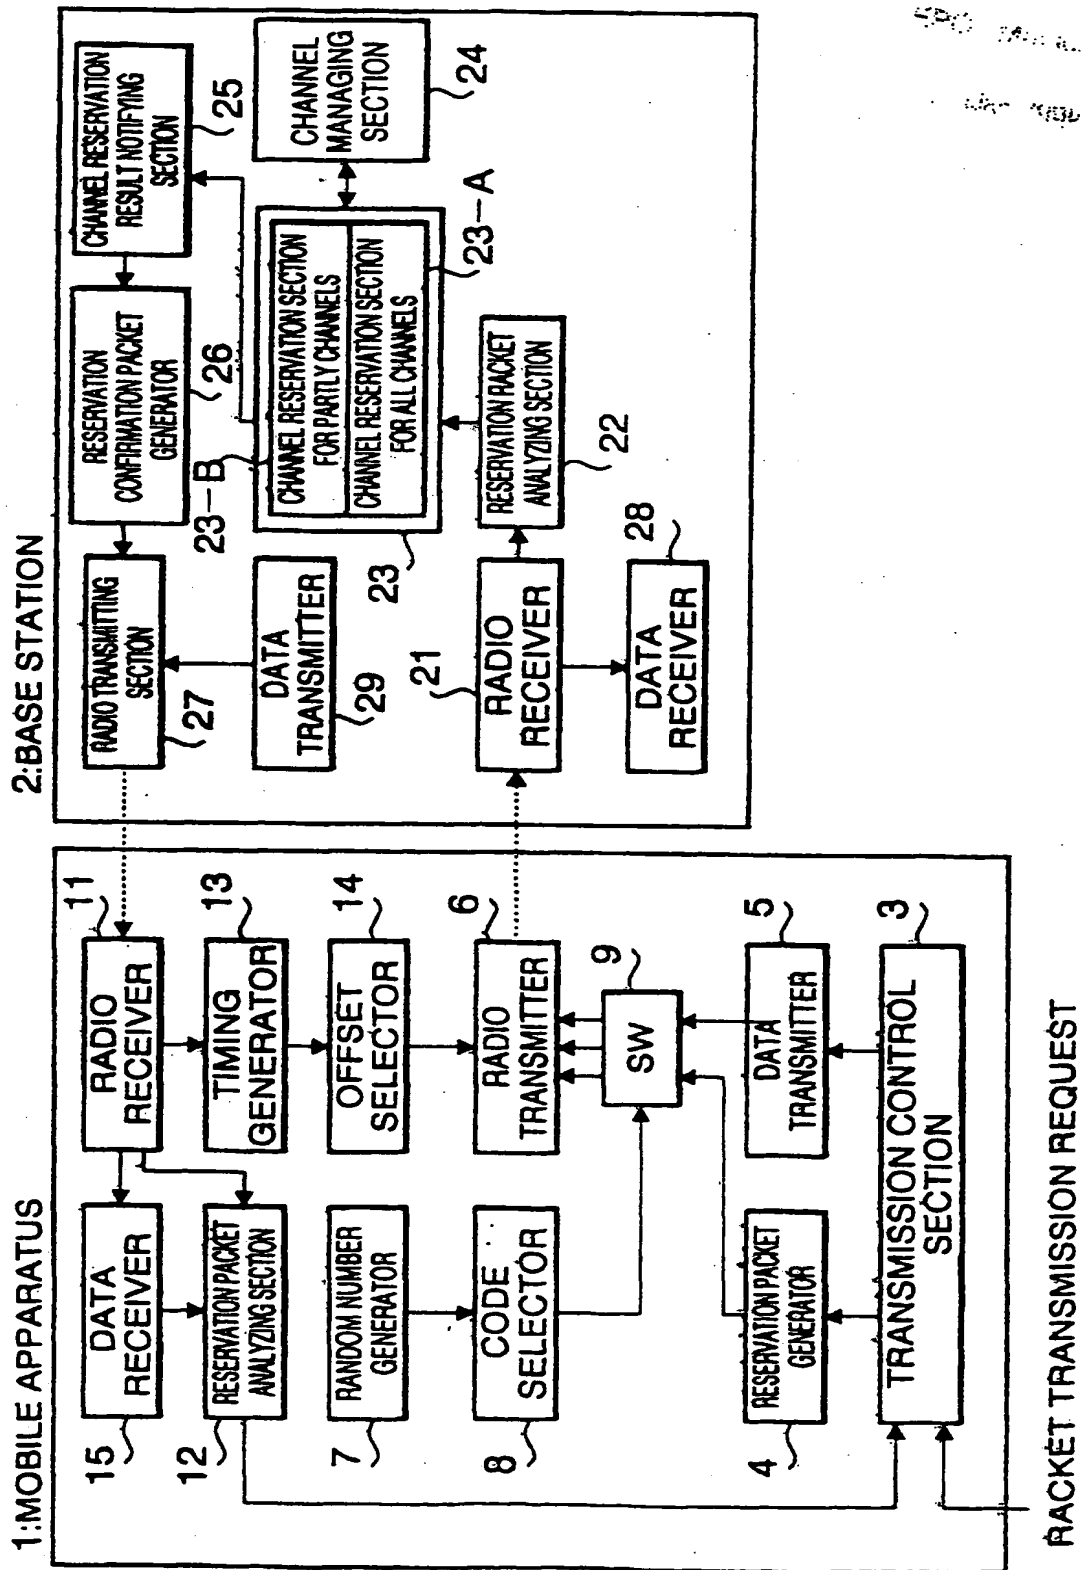 1:MOBILE APPARATUS
15
DATA
RECEIVER
11
RADIO
RECEIVER
12
RESERVATION PACKET
ANALYZING SECTION
13
TIMING
GENERATOR
7
RANDOM NUMBER
GENERATOR
14
OFFSET
SELECTOR
8
CODE
SELECTOR
6
RADIO
TRANSMITTER
9
SW
4
RESERVATION PACKET
GENERATOR
5
DATA
TRANSMITTER
3
TRANSMISSION CONTROL
SECTION
RACKET TRANSMISSION REQUEST
2:BASE STATION
RADIO TRANSMITTING
SECTION
27
RESERVATION
CONFIRMATION PACKET
GENERATOR
26
CHANNEL RESERVATION
RESULT NOTIFYING
SECTION
25
DATA
TRANSMITTER
29
23-B
CHANNEL RESERVATION SECTION
FOR PARTLY CHANNELS
CHANNEL RESERVATION SECTION
FOR ALL CHANNELS
23
23-A
CHANNEL
MANAGING
SECTION
24
21
RADIO
RECEIVER
RESERVATION RACKET
ANALYZING SECTION
22
DATA
RECEIVER
28